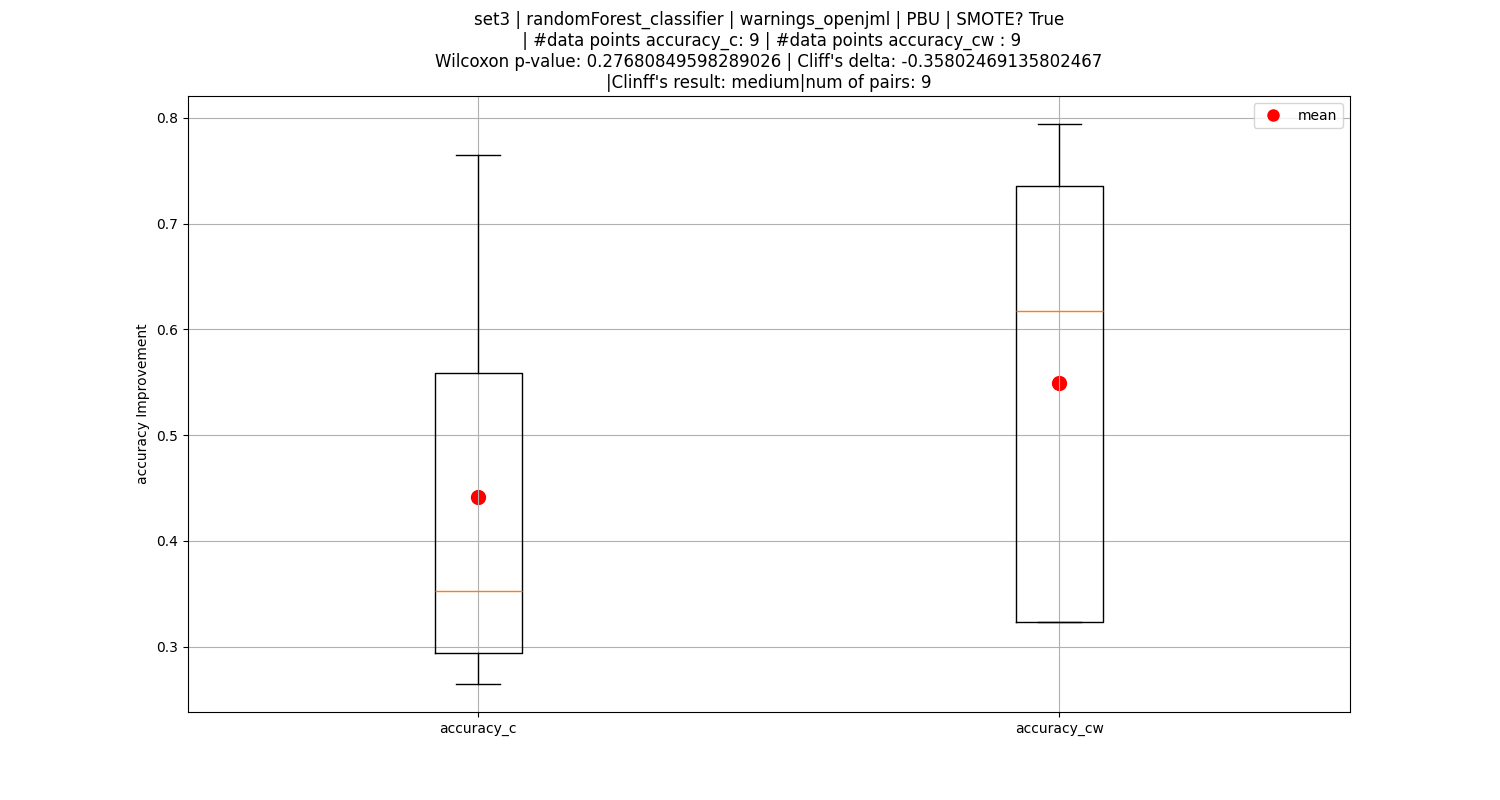 set3 | randomForest_classifier | warnings_openjml | PBU | SMOTE? True
| #data points accuracy_c: 9 | #data points accuracy_cw : 9
Wilcoxon p-value: 0.27680849598289026 | Cliff's delta: -0.35802469135802467
|Clinff's result: medium|num of pairs: 9
mean
0.8
0.7
0.6
0.5
0.4
0.3
accuracy Improvement
accuracy_c
accuracy_cw